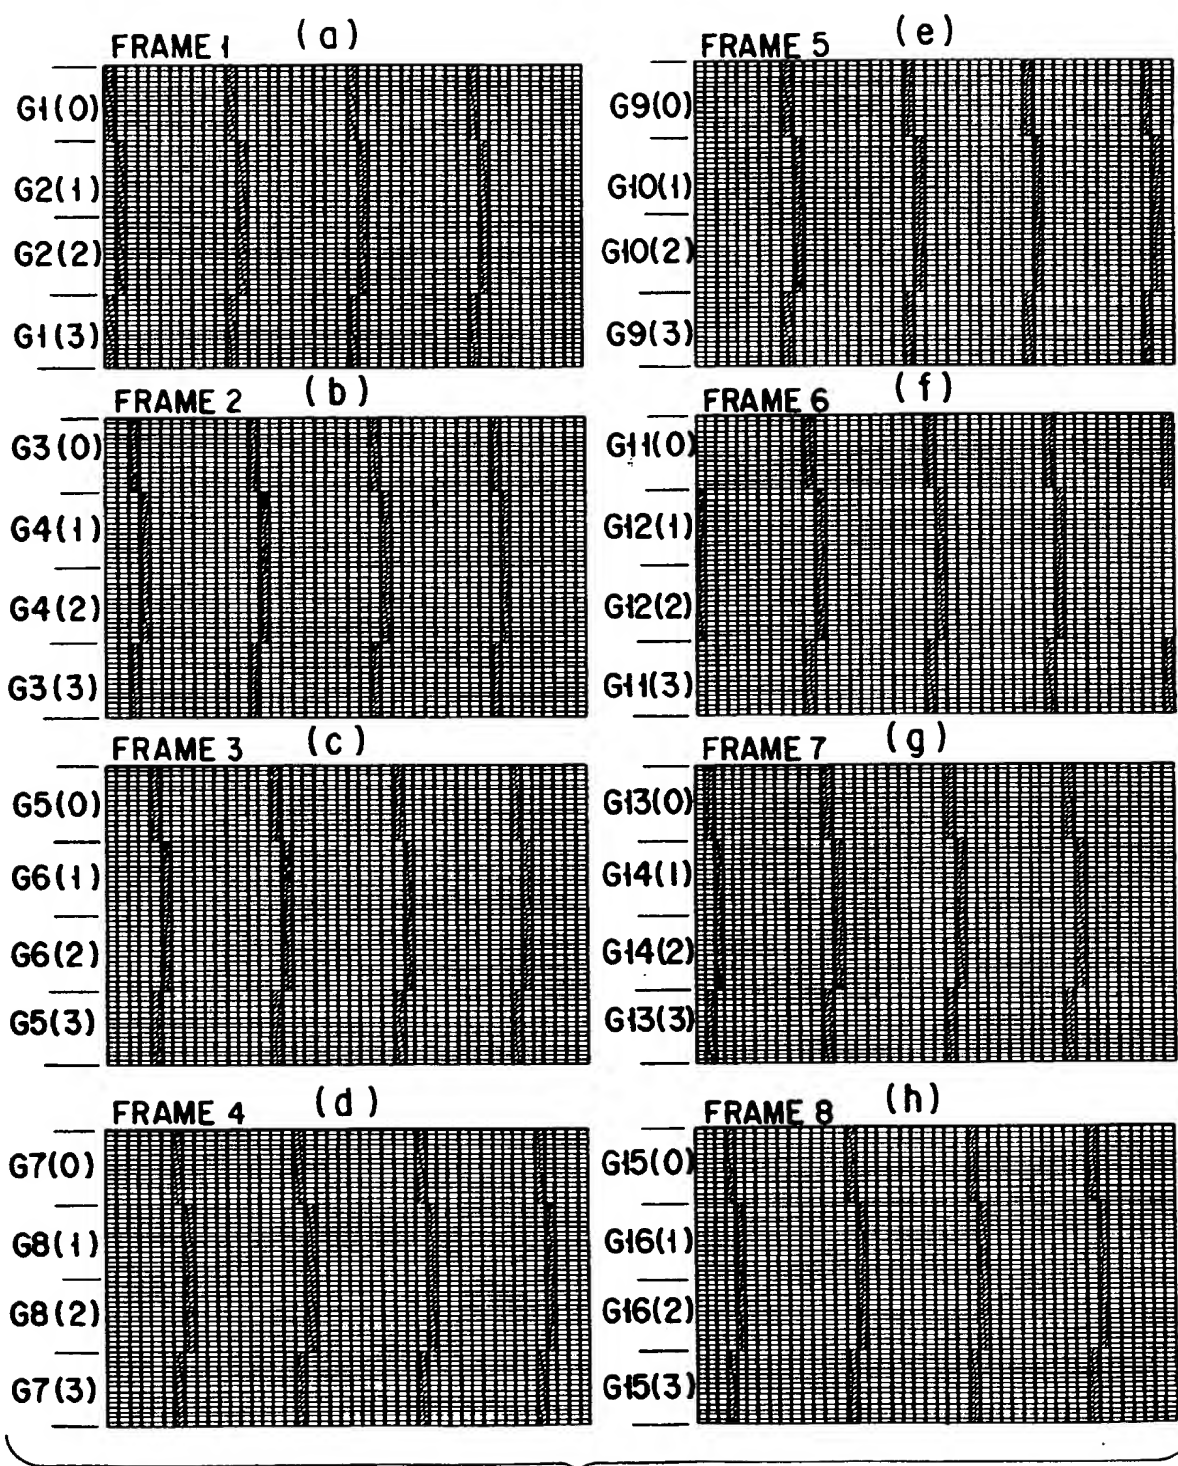 FRAME 1 (a)
G1(0)
G2(1)
G2(2)
G1(3)
FRAME 2 (b)
G3(0)
G4(1)
G4(2)
G3(3)
FRAME 3 (c)
G5(0)
G6(1)
G6(2)
G5(3)
FRAME 4 (d)
G7(0)
G8(1)
G8(2)
G7(3)
FRAME 5 (e)
G9(0)
G10(1)
G10(2)
G9(3)
FRAME 6 (f)
G11(0)
G12(1)
G12(2)
G11(3)
FRAME 7 (g)
G13(0)
G14(1)
G14(2)
G13(3)
FRAME 8 (h)
G15(0)
G16(1)
G16(2)
G15(3)